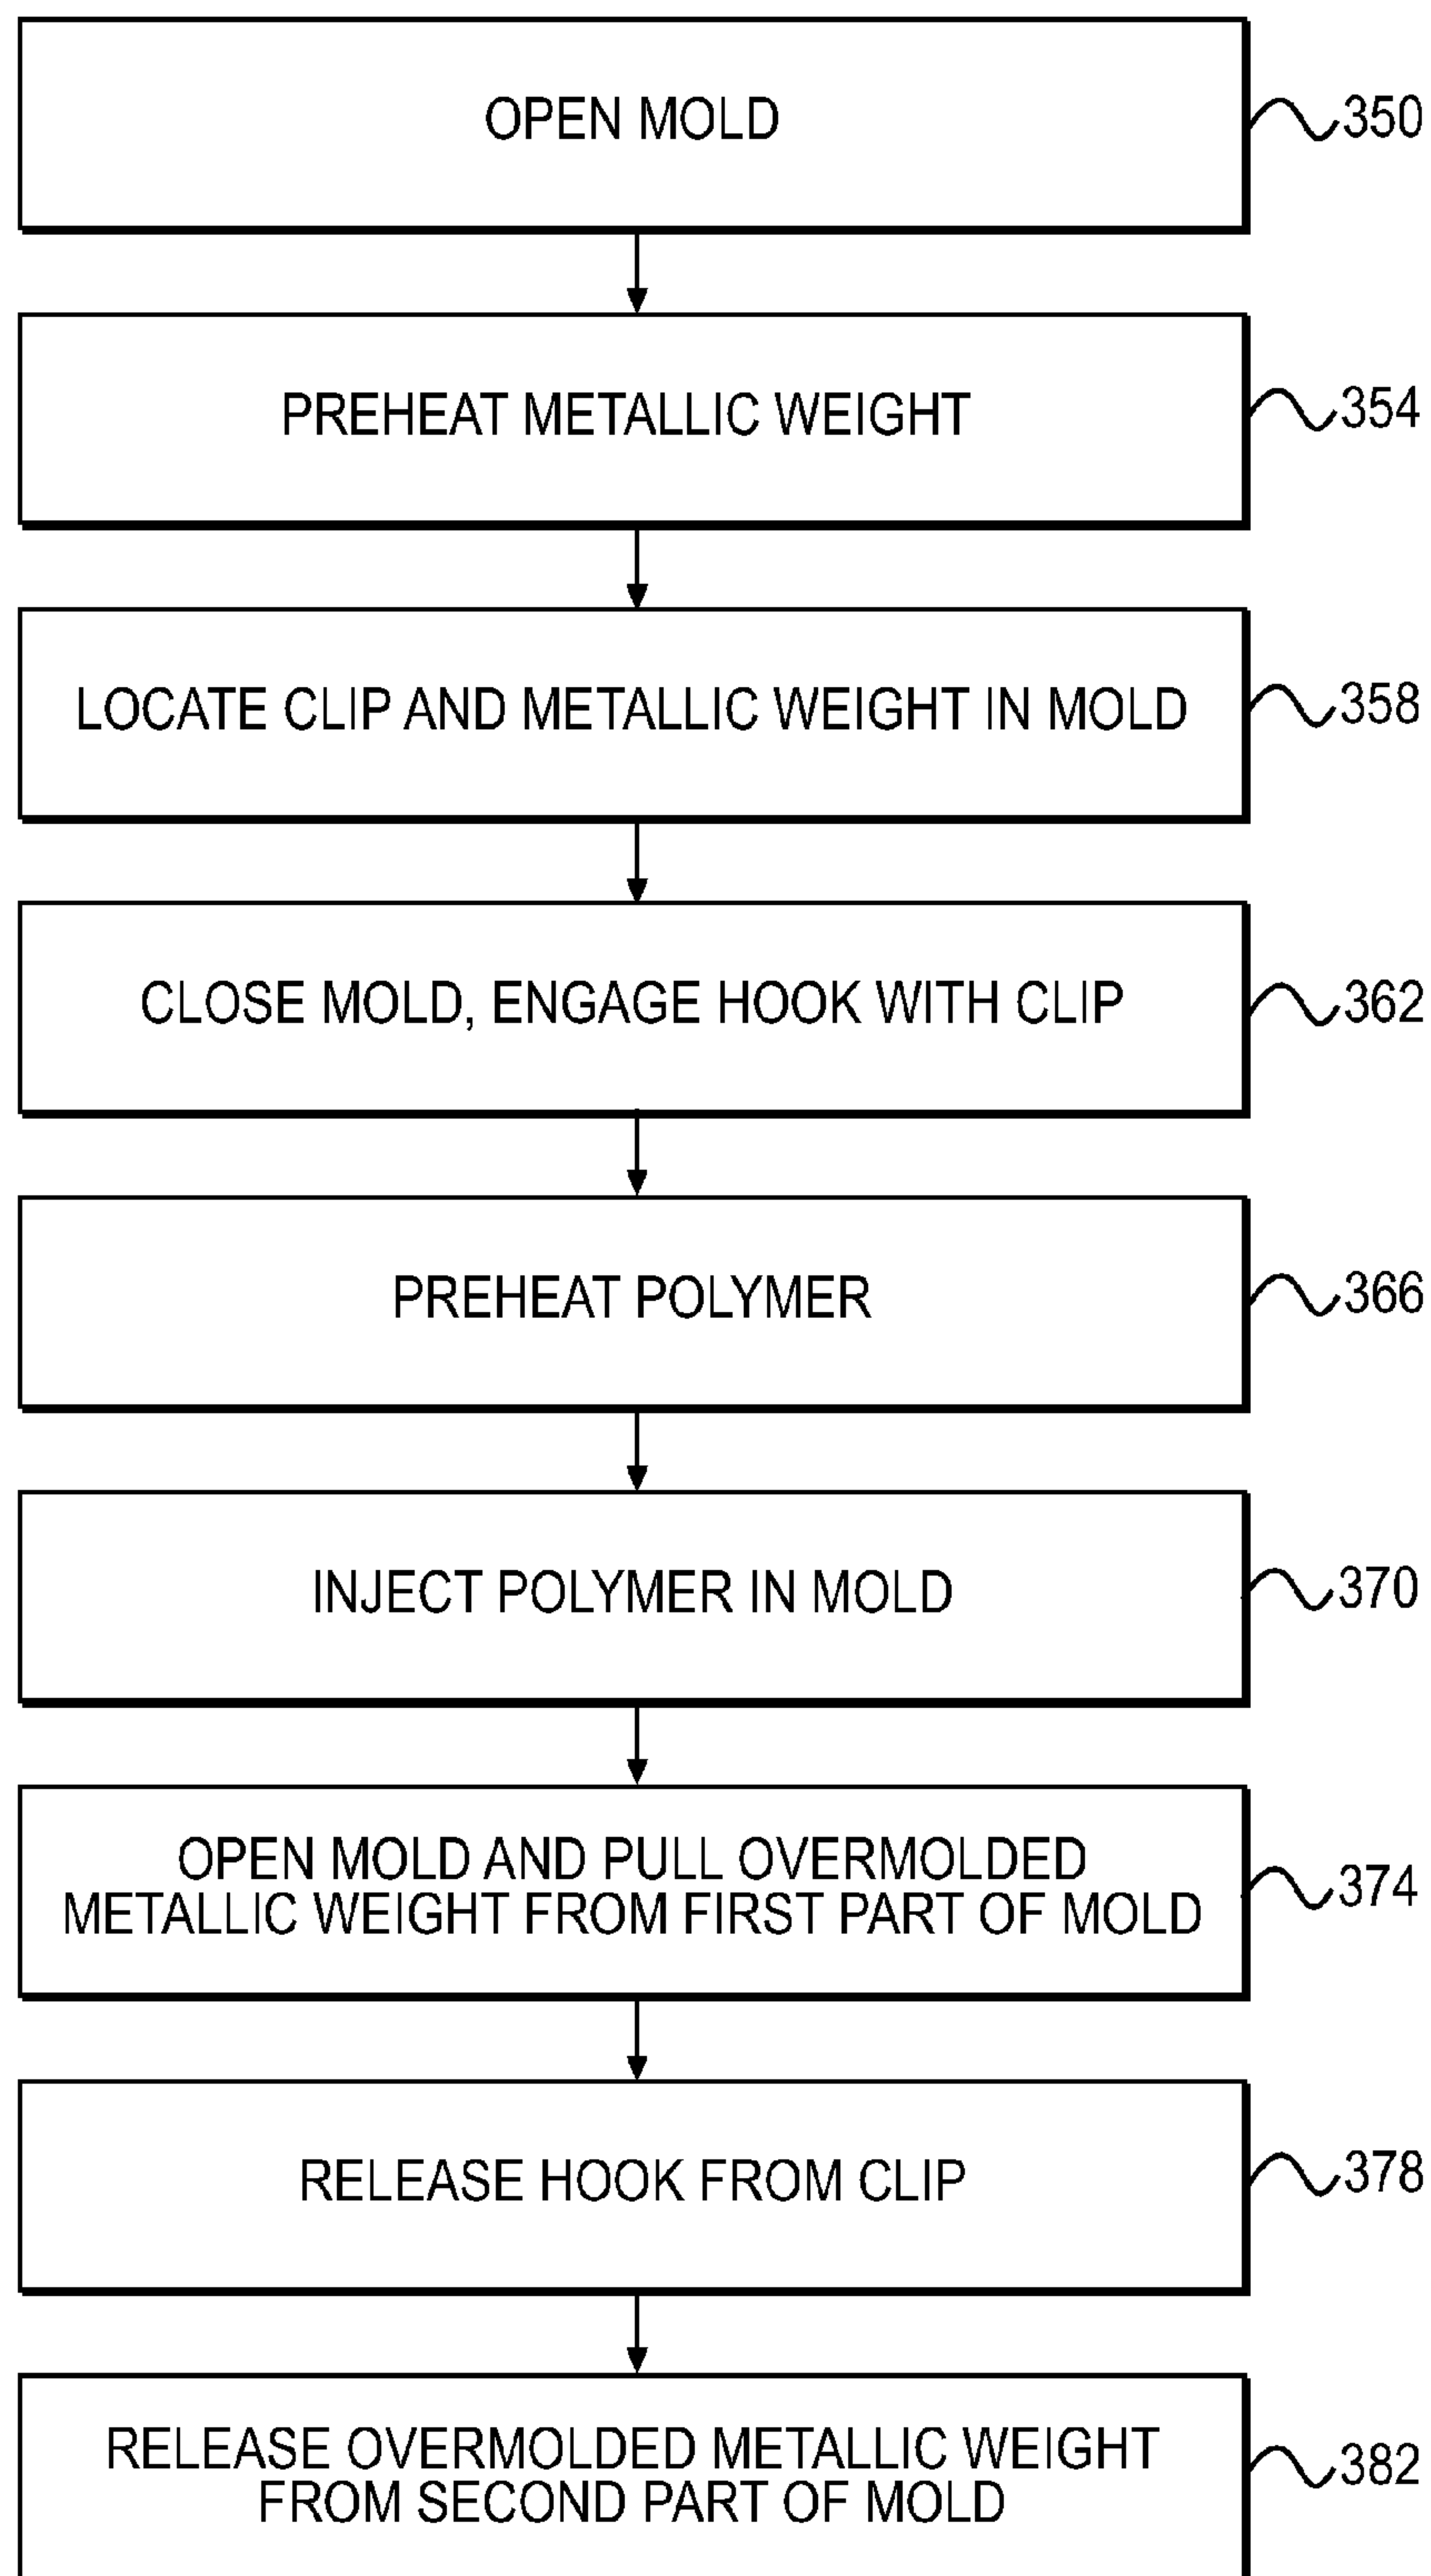 OPEN MOLD
350
PREHEAT METALLIC WEIGHT
354
LOCATE CLIP AND METALLIC WEIGHT IN MOLD
358
CLOSE MOLD, ENGAGE HOOK WITH CLIP
362
PREHEAT POLYMER
366
INJECT POLYMER IN MOLD
370
OPEN MOLD AND PULL OVERMOLDED
METALLIC WEIGHT FROM FIRST PART OF MOLD
374
RELEASE HOOK FROM CLIP
378
RELEASE OVERMOLDED METALLIC WEIGHT
FROM SECOND PART OF MOLD
382